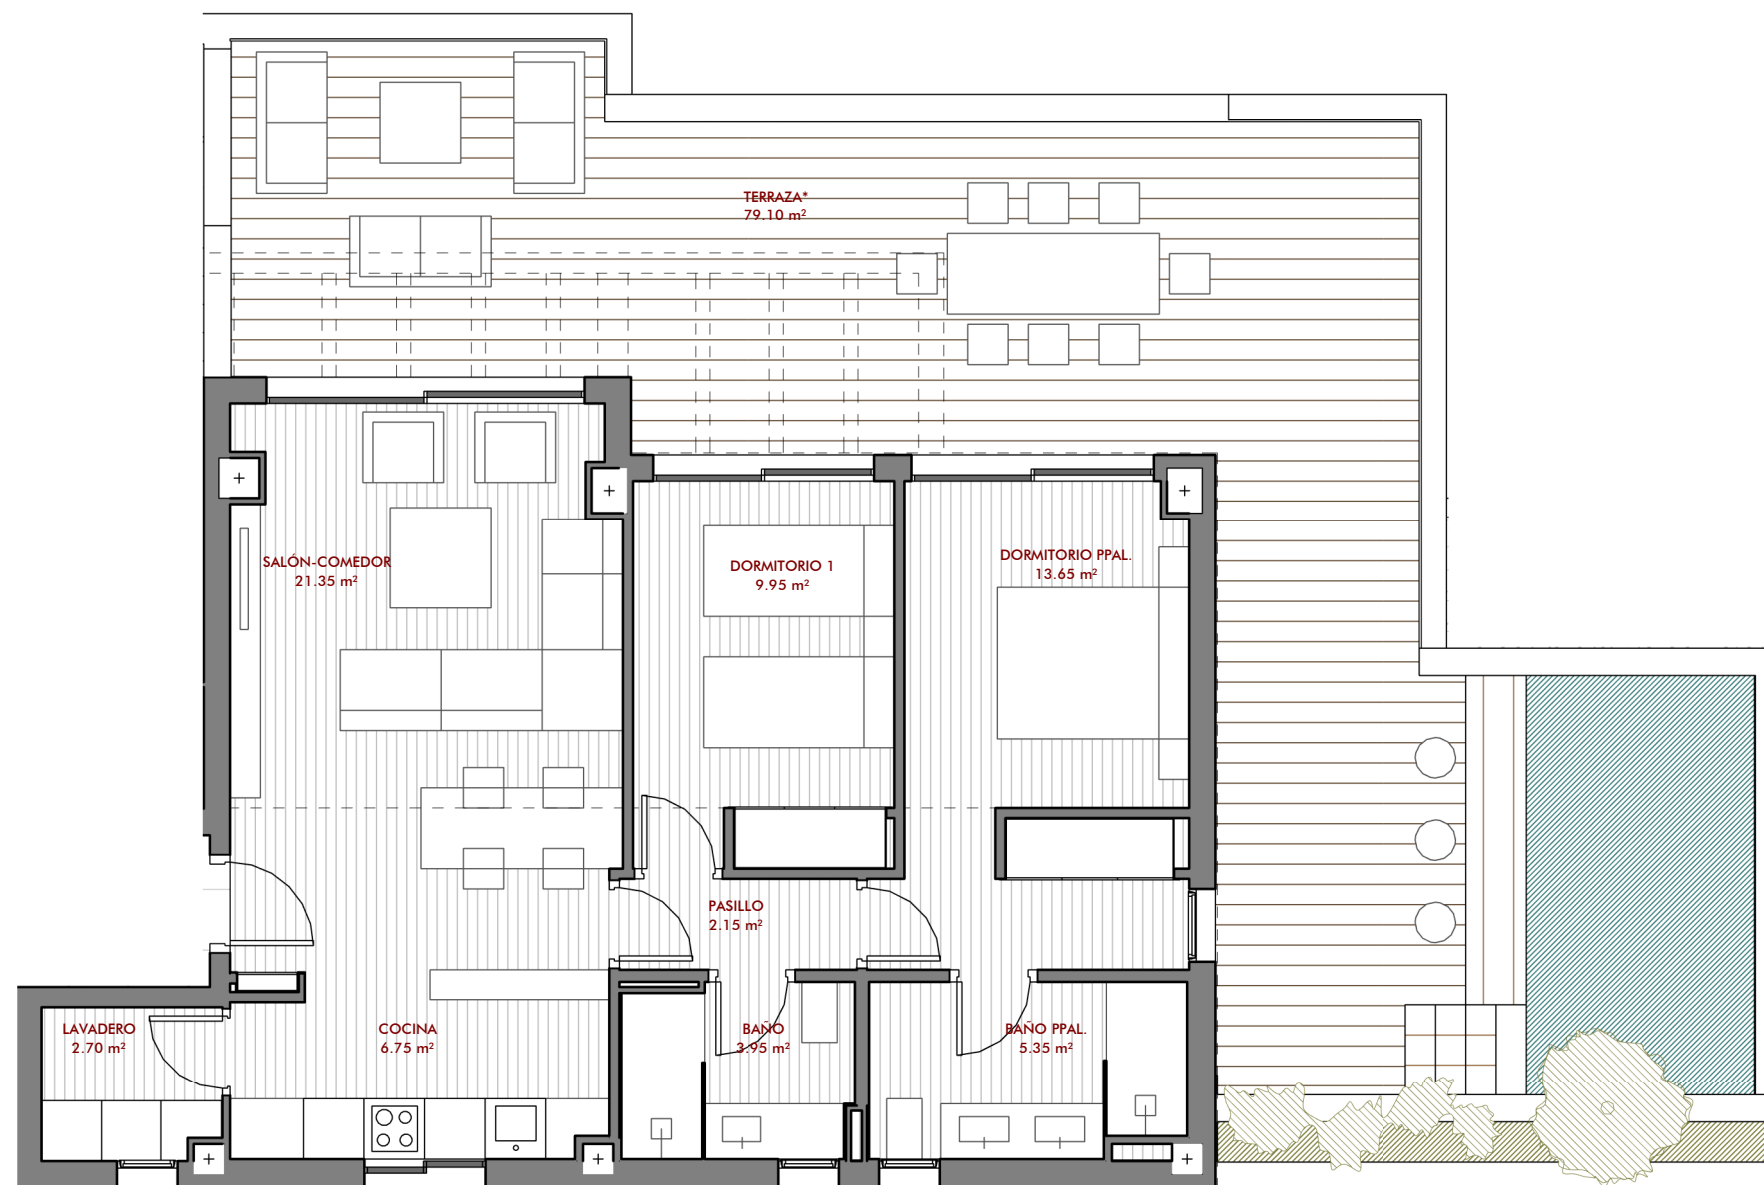 TERRAZA*
79.10 m²
SALÓN-COMEDOR
21.35 m²
DORMITORIO 1
9.95 m²
DORMITORIO PPAL.
13.65 m²
PASILLO
2.15 m²
LAVADERO
2.70 m²
COCINA
6.75 m²
BAÑO
3.95 m²
BAÑO PPAL.
5.35 m²